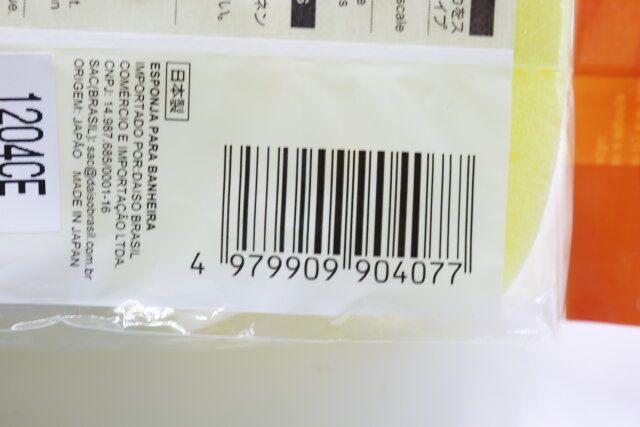 日本製
ESPONJA PARA BANHEIRA
IMPORTADO POR:DAISO BRASIL
COMÉRCIO E IMPORTAÇÃO LTDA.
CNPJ: 14.987.685/0001-16
SAC(BRASIL): sac@daisobrasil.com.br
ORIGEM: JAPÃO MADE IN JAPAN
1204CE
4 979909 904077